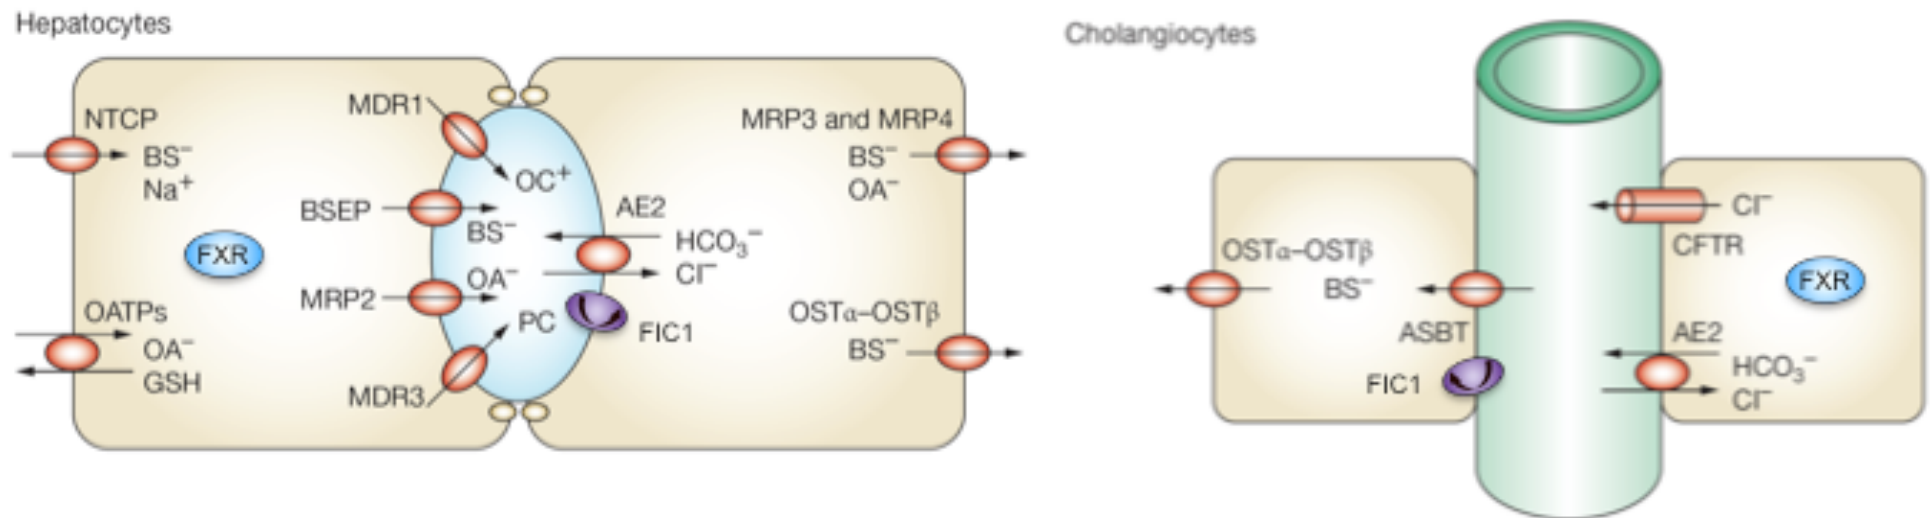 Hepatocytes
NTCP
BS⁻
Na⁺
FXR
OATPs
OA⁻
GSH
MDR1
OC⁺
BSEP
BS⁻
OA⁻
MRP2
PC
MDR3
AE2
HCO₃⁻
Cl⁻
FIC1
MRP3 and MRP4
BS⁻
OA⁻
OSTα–OSTβ
BS⁻
Cholangiocytes
OSTα–OSTβ
BS⁻
ASBT
FIC1
Cl⁻
CFTR
FXR
AE2
HCO₃⁻
Cl⁻